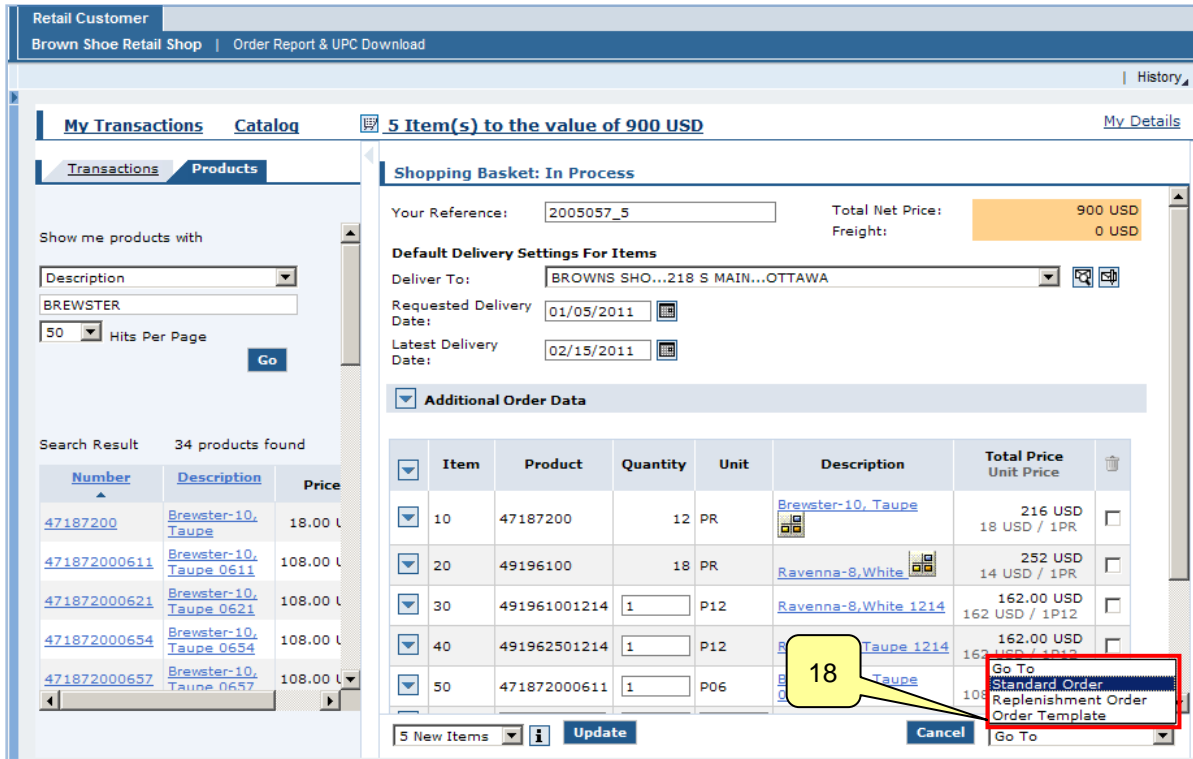 Retail Customer
Brown Shoe Retail Shop | Order Report & UPC Download
| History
My Transactions Catalog 5 Item(s) to the value of 900 USD My Details
Transactions Products
Show me products with
Description
BREWSTER
50 Hits Per Page
Go
Search Result 34 products found
Number Description Price
47187200 Brewster-10, Taupe 18.00
471872000611 Brewster-10, Taupe 0611 108.00
471872000621 Brewster-10, Taupe 0621 108.00
471872000654 Brewster-10, Taupe 0654 108.00
471872000657 Brewster-10, Taupe 0657 108.00
Shopping Basket: In Process
Your Reference: 2005057_5 Total Net Price: 900 USD
Freight: 0 USD
Default Delivery Settings For Items
Deliver To: BROWNS SHO...218 S MAIN...OTTAWA
Requested Delivery Date: 01/05/2011
Latest Delivery Date: 02/15/2011
Additional Order Data
Item Product Quantity Unit Description Total Price Unit Price
10 47187200 12 PR Brewster-10, Taupe 216 USD 18 USD / 1PR
20 49196100 18 PR Ravenna-8,White 252 USD 14 USD / 1PR
30 491961001214 1 P12 Ravenna-8,White 1214 162.00 USD 162 USD / 1P12
40 491962501214 1 P12 Taupe 1214 162.00 USD 162 USD / 1P12
50 471872000611 1 P06 Taupe
18
Go To
Standard Order
Replenishment Order
Order Template
5 New Items Update Cancel Go To